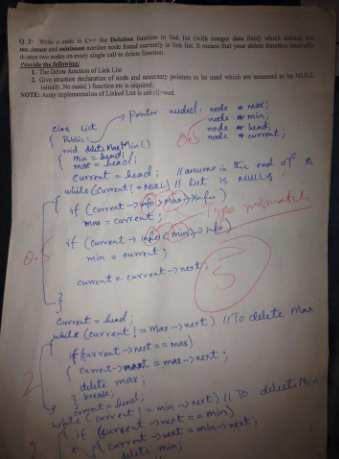 Q. 2: Write a code in C++ for Deletion function in link list (with integer data field) which deletes the
maximum and minimum number node found currently in link list. It means that your delete function basically
deletes two nodes on every single call to delete function.
Provide the following:
1. The Delete function of Link List
2. Give structure declaration of node and necessary pointers to be used which are assumed to be NULL
initially. No main( ) function etc is required.
NOTE: Array implementation of Linked List is not allowed.
Pointer needed: node * max;
node * min;
node * head;
node * current;
0.5
class list
{ Public:
void deleteMaxMin()
{ min = head;
max = head;
current = head; // assume in the end of a
while (current != NULL) // list is NULL
{
if (current -> info > max -> info)
max = current;
Type mismatch
if (current -> info < min -> info)
min = current;
0.5
current = current -> next;
5
}
current = head;
while (current != max -> next) // To delete max
{
if (current -> next == max)
{ current -> next = max -> next;
2
delete max;
} break;
}
current = head;
while (current != min -> next) // To delete Min
{ if (current -> next == min)
{ current -> next = min -> next;
delete min;